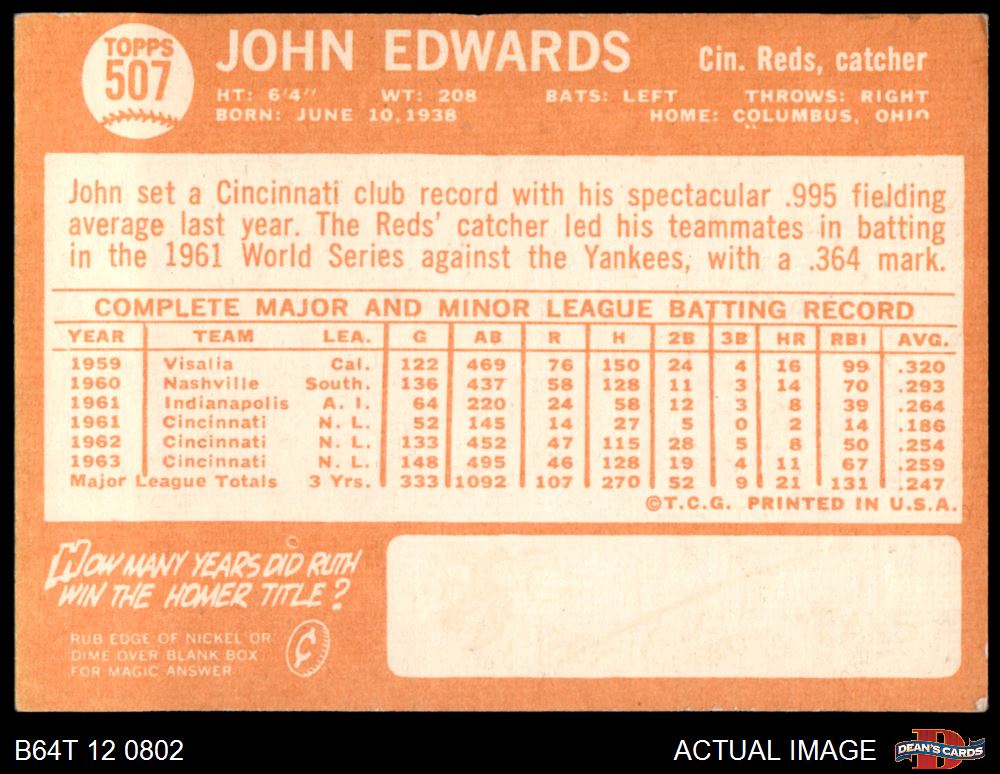 TOPPS
507
JOHN EDWARDS
Cin. Reds, catcher
HT: 6'4" WT: 208 BATS: LEFT THROWS: RIGHT
BORN: JUNE 10, 1938 HOME: COLUMBUS, OHIO
John set a Cincinnati club record with his spectacular .995 fielding
average last year. The Reds' catcher led his teammates in batting
in the 1961 World Series against the Yankees, with a .364 mark.
COMPLETE MAJOR AND MINOR LEAGUE BATTING RECORD
YEAR TEAM LEA. G AB R H 2B 3B HR RBI AVG.
1959 Visalia Cal. 122 469 76 150 24 4 16 99 .320
1960 Nashville South. 136 437 58 128 11 3 14 70 .293
1961 Indianapolis A. I. 64 220 24 58 12 3 8 39 .264
1961 Cincinnati N. L. 52 145 14 27 5 0 2 14 .186
1962 Cincinnati N. L. 133 452 47 115 28 5 8 50 .254
1963 Cincinnati N. L. 148 495 46 128 19 4 11 67 .259
Major League Totals 3 Yrs. 333 1092 107 270 52 9 21 131 .247
©T.C.G. PRINTED IN U.S.A.
HOW MANY YEARS DID RUTH
WIN THE HOMER TITLE?
RUB EDGE OF NICKEL OR
DIME OVER BLANK BOX
FOR MAGIC ANSWER
¢
B64T 12 0802
ACTUAL IMAGE
D
DEAN'S CARDS